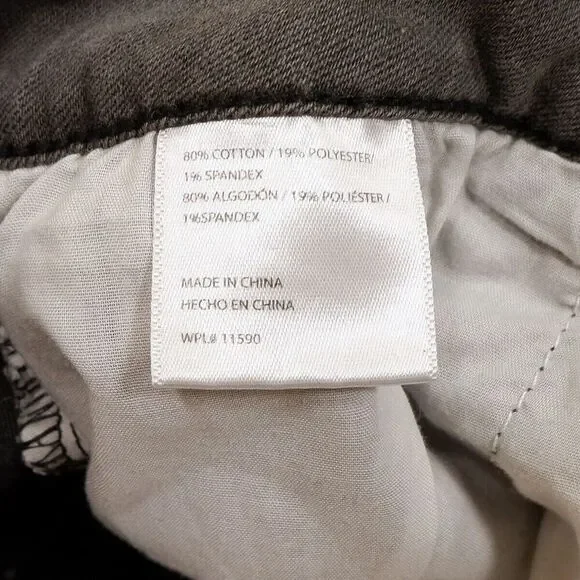 80% COTTON / 19% POLYESTER/
1% SPANDEX
80% ALGODÓN / 19% POLIÉSTER /
1%SPANDEX
MADE IN CHINA
HECHO EN CHINA
WPL# 11590